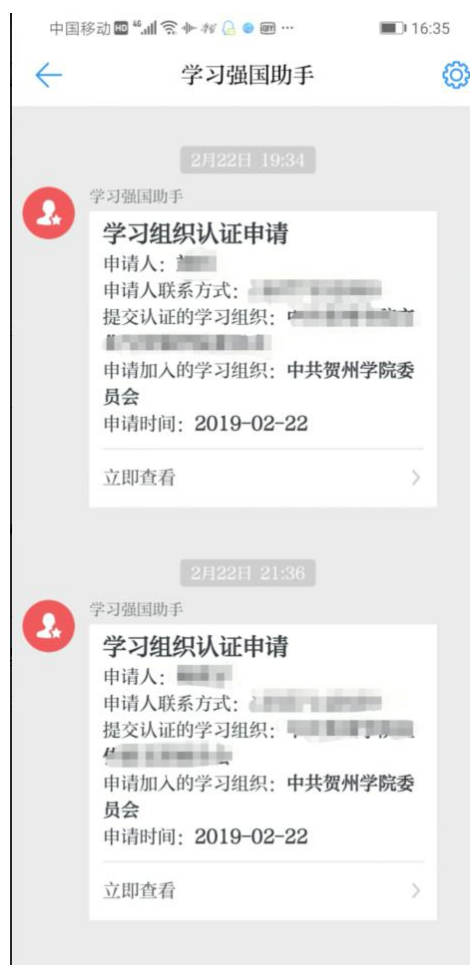 中国移动 HD 4G 16:35
学习强国助手
2月22日 19:34
学习强国助手
学习组织认证申请
申请人:
申请人联系方式:
提交认证的学习组织:
申请加入的学习组织: 中共贺州学院委
员会
申请时间: 2019-02-22
立即查看
2月22日 21:36
学习强国助手
学习组织认证申请
申请人:
申请人联系方式:
提交认证的学习组织:
申请加入的学习组织: 中共贺州学院委
员会
申请时间: 2019-02-22
立即查看